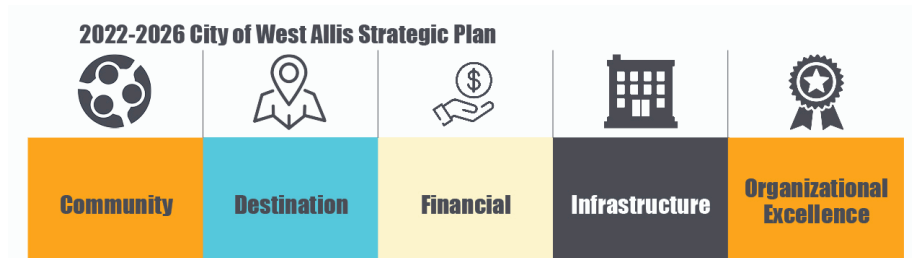 2022-2026 City of West Allis Strategic Plan
$
Community
Destination
Financial
Infrastructure
Organizational
Excellence